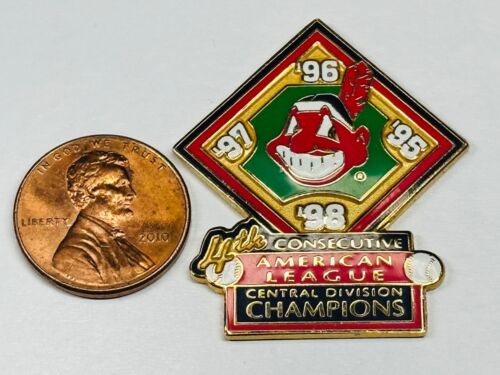 IN GOD WE TRUST
LIBERTY
2010
'96
'97
'95
'98
®
4th CONSECUTIVE
AMERICAN
LEAGUE
CENTRAL DIVISION
CHAMPIONS